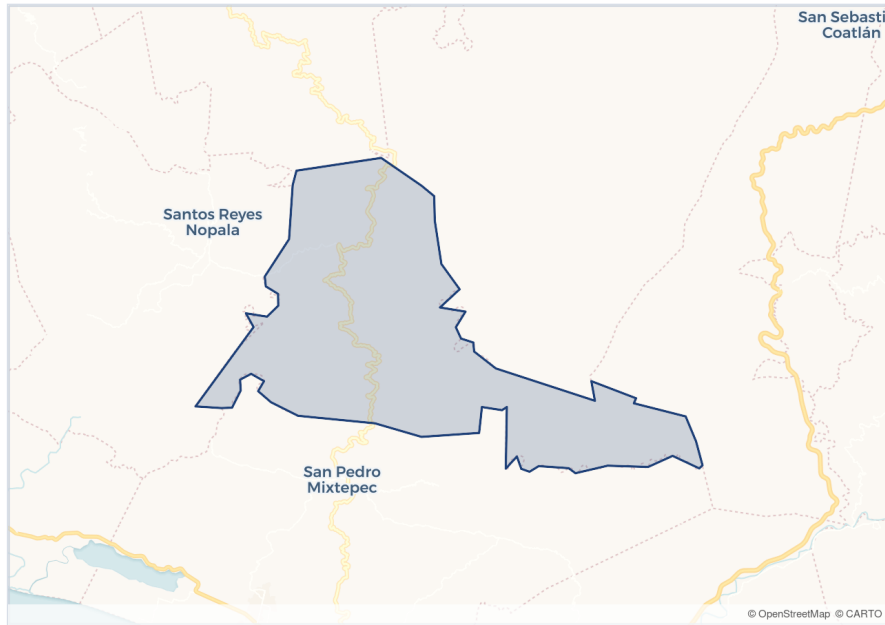 San Sebasti
Coatlán
Santos Reyes
Nopala
San Pedro
Mixtepec
© OpenStreetMap © CARTO